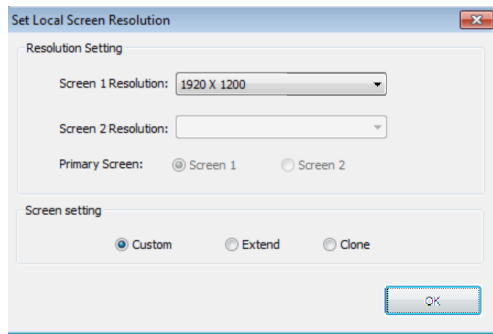 Set Local Screen Resolution
Resolution Setting
Screen 1 Resolution: 1920 X 1200
Screen 2 Resolution:
Primary Screen: Screen 1 Screen 2
Screen setting
Custom Extend Clone
OK